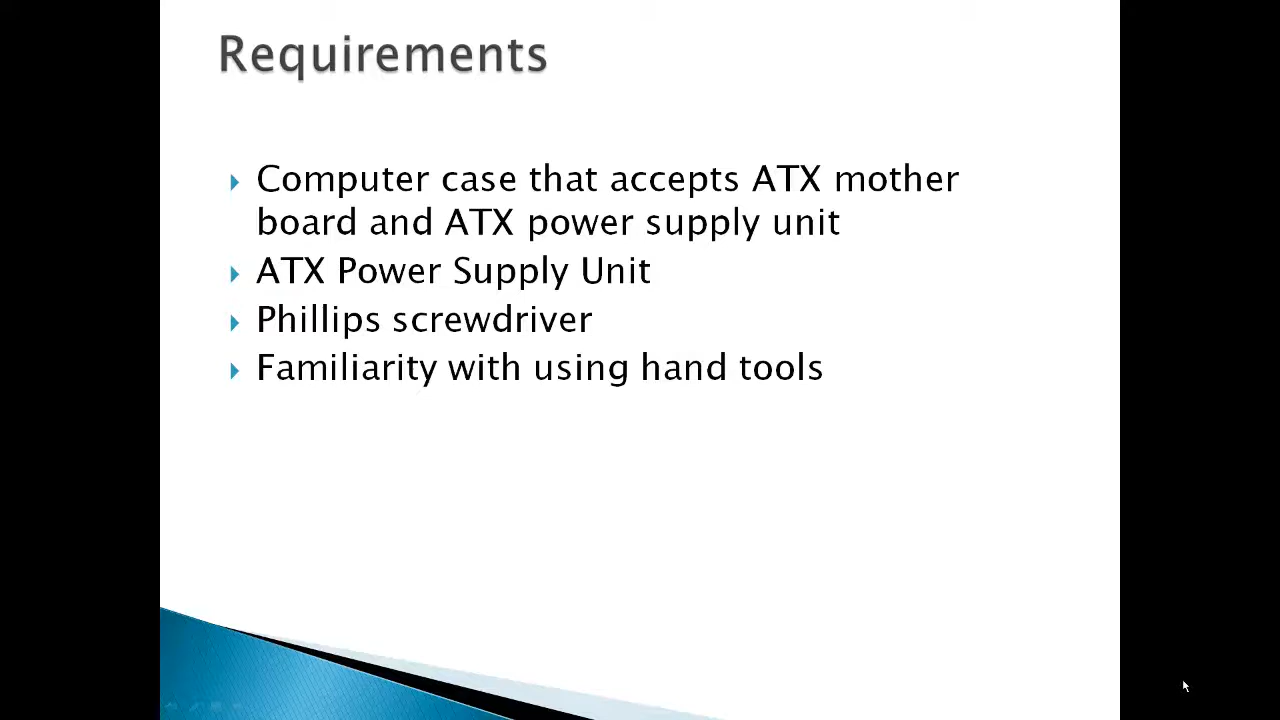 Requirements
Computer case that accepts ATX mother
board and ATX power supply unit
ATX Power Supply Unit
Phillips screwdriver
Familiarity with using hand tools